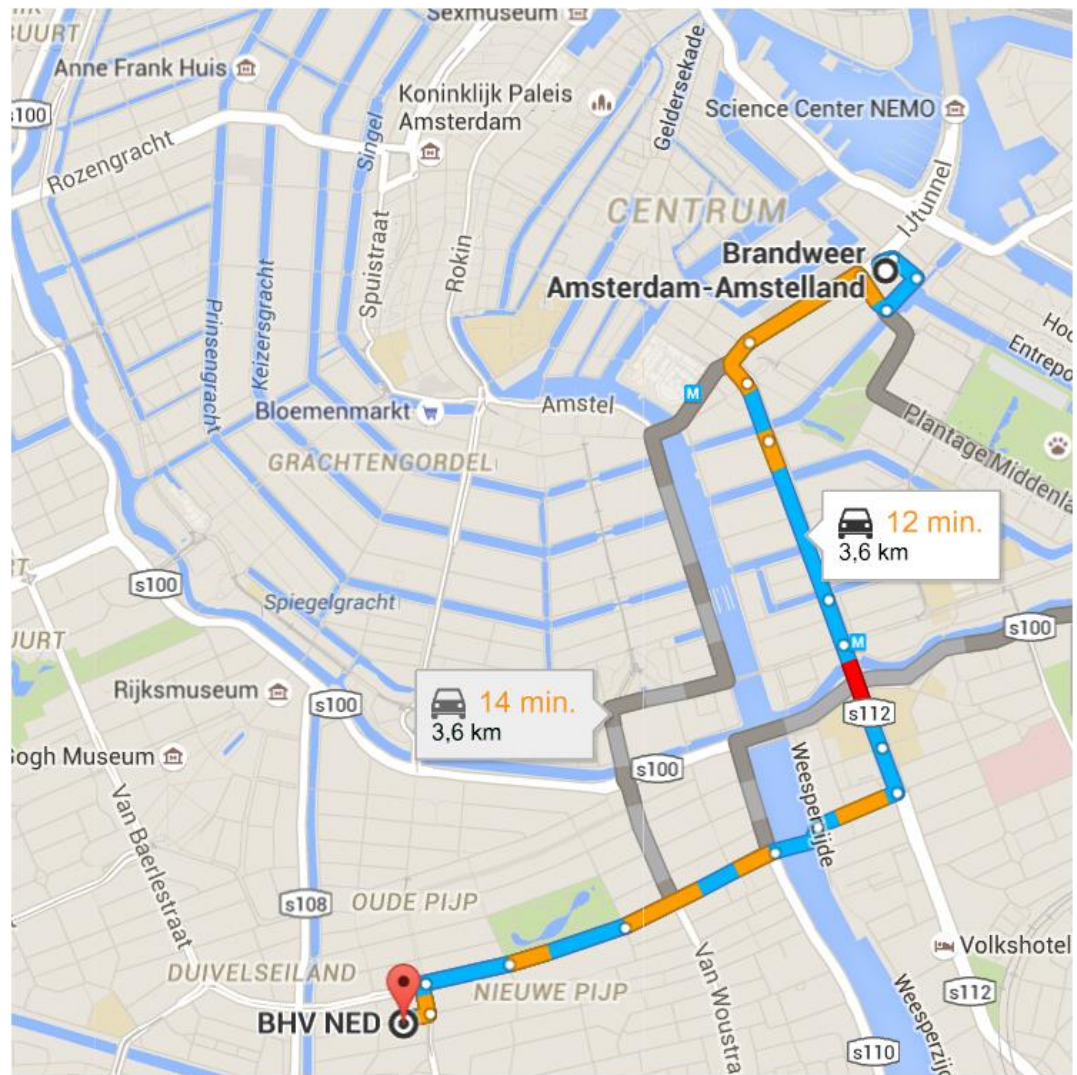 Sexmuseum
BUURT
Anne Frank Huis
Koninklijk Paleis
Amsterdam
Geldersekade
Science Center NEMO
s100
Rozengracht
Singel
IJtunnel
CENTRUM
Brandweer
Amsterdam-Amstelland
Spuistraat
Rokin
Prinsengracht
Keizersgracht
Entrepo
Bloemenmarkt
M
Amstel
Plantage Middenla
GRACHTENGORDEL
12 min.
3,6 km
s100
Spiegelgracht
s100
M
UURT
Rijksmuseum
s100
14 min.
3,6 km
s112
Gogh Museum
s100
Weesperzijde
Van Baerlestraat
s108
OUDE PIJP
Volkshotel
DUIVELSEILAND
NIEUWE PIJP
Van Woustra
s112
Weesperzijd
BHV NED
s110